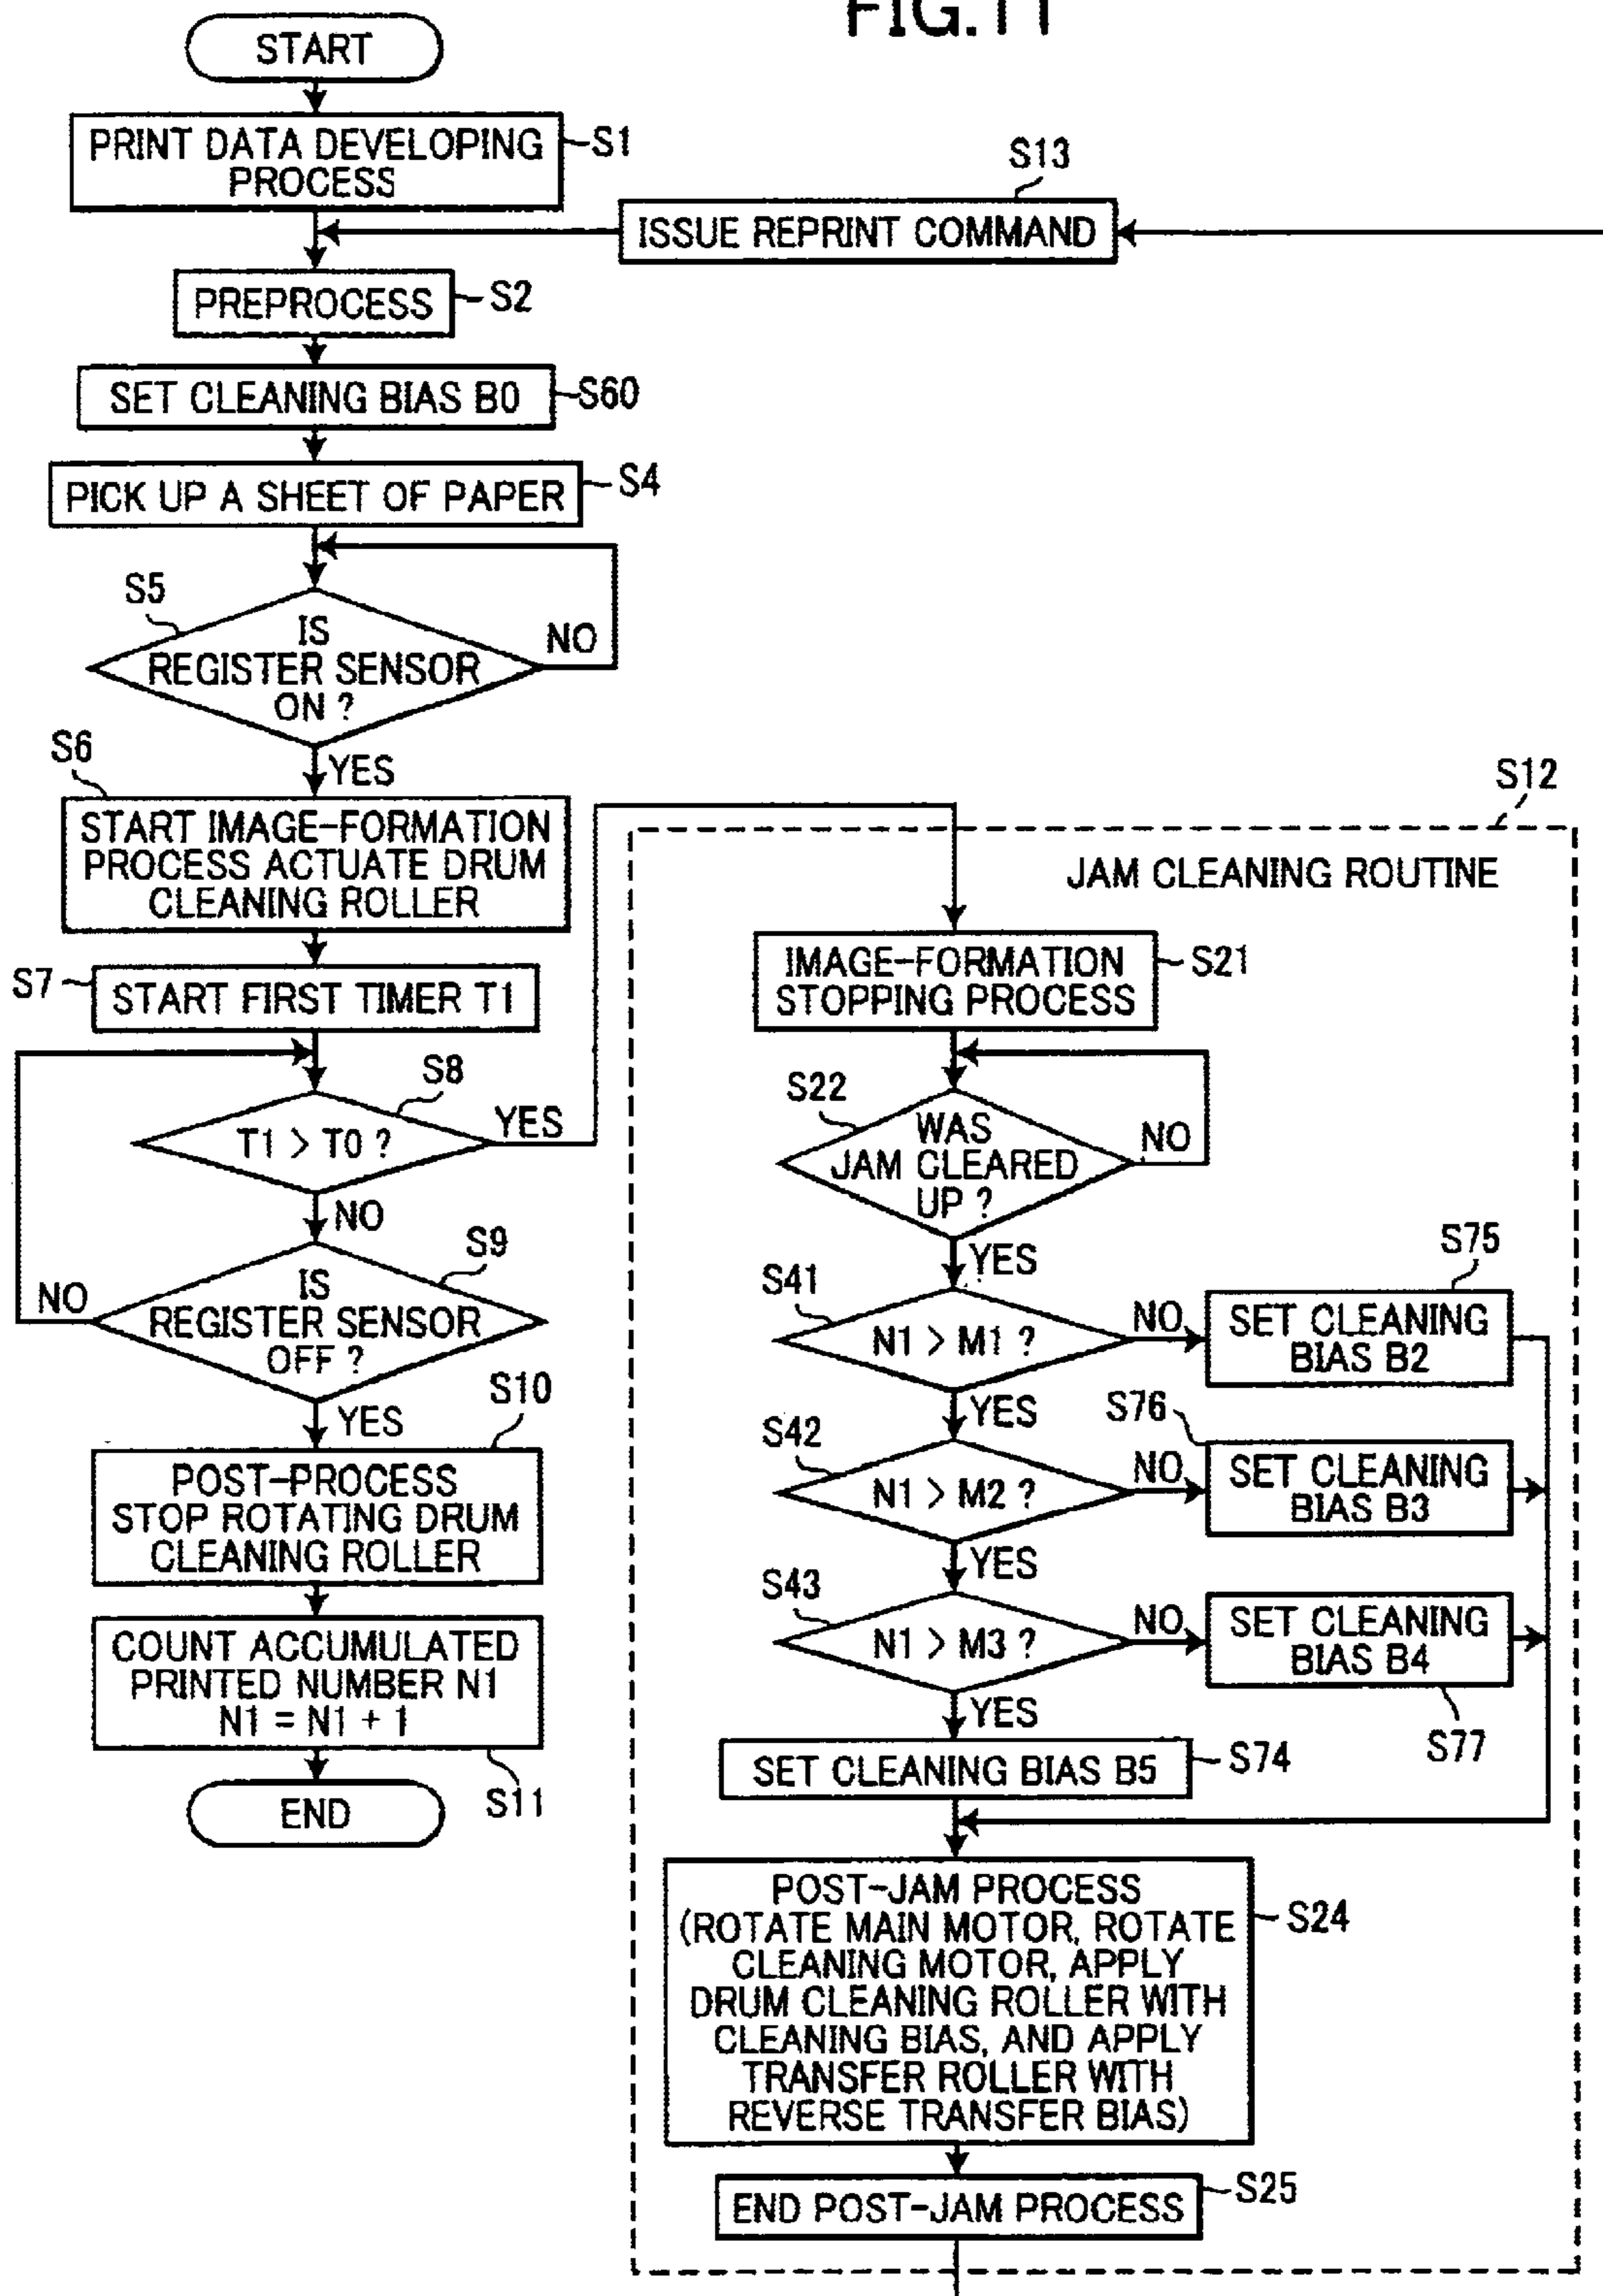 FIG.11
START
PRINT DATA DEVELOPING
PROCESS
S1
S13
ISSUE REPRINT COMMAND
PREPROCESS
S2
SET CLEANING BIAS B0
S60
PICK UP A SHEET OF PAPER
S4
S5
IS
REGISTER SENSOR
ON ?
NO
YES
S6
START IMAGE-FORMATION
PROCESS ACTUATE DRUM
CLEANING ROLLER
S7
START FIRST TIMER T1
S8
T1 > T0 ?
YES
NO
S9
IS
REGISTER SENSOR
OFF ?
NO
YES
S10
POST-PROCESS
STOP ROTATING DRUM
CLEANING ROLLER
COUNT ACCUMULATED
PRINTED NUMBER N1
N1 = N1 + 1
S11
END
S12
JAM CLEANING ROUTINE
IMAGE-FORMATION
STOPPING PROCESS
S21
S22
WAS
JAM CLEARED
UP ?
NO
YES
S41
N1 > M1 ?
NO
S75
SET CLEANING
BIAS B2
YES
S42
N1 > M2 ?
NO
S76
SET CLEANING
BIAS B3
YES
S43
N1 > M3 ?
NO
SET CLEANING
BIAS B4
S77
YES
SET CLEANING BIAS B5
S74
POST-JAM PROCESS
(ROTATE MAIN MOTOR, ROTATE
CLEANING MOTOR, APPLY
DRUM CLEANING ROLLER WITH
CLEANING BIAS, AND APPLY
TRANSFER ROLLER WITH
REVERSE TRANSFER BIAS)
S24
END POST-JAM PROCESS
S25